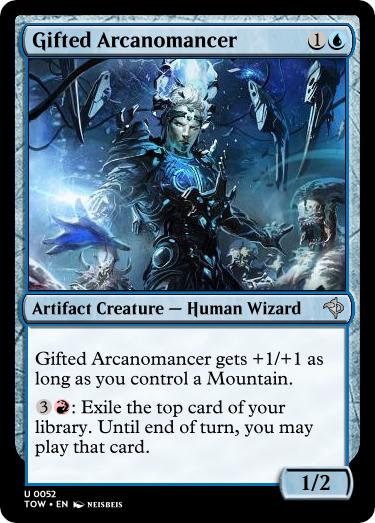 Gifted Arcanomancer 1
Artifact Creature — Human Wizard
Gifted Arcanomancer gets +1/+1 as
long as you control a Mountain.
3: Exile the top card of your
library. Until end of turn, you may
play that card.
1/2
U 0052
TOW • EN NEISBEIS